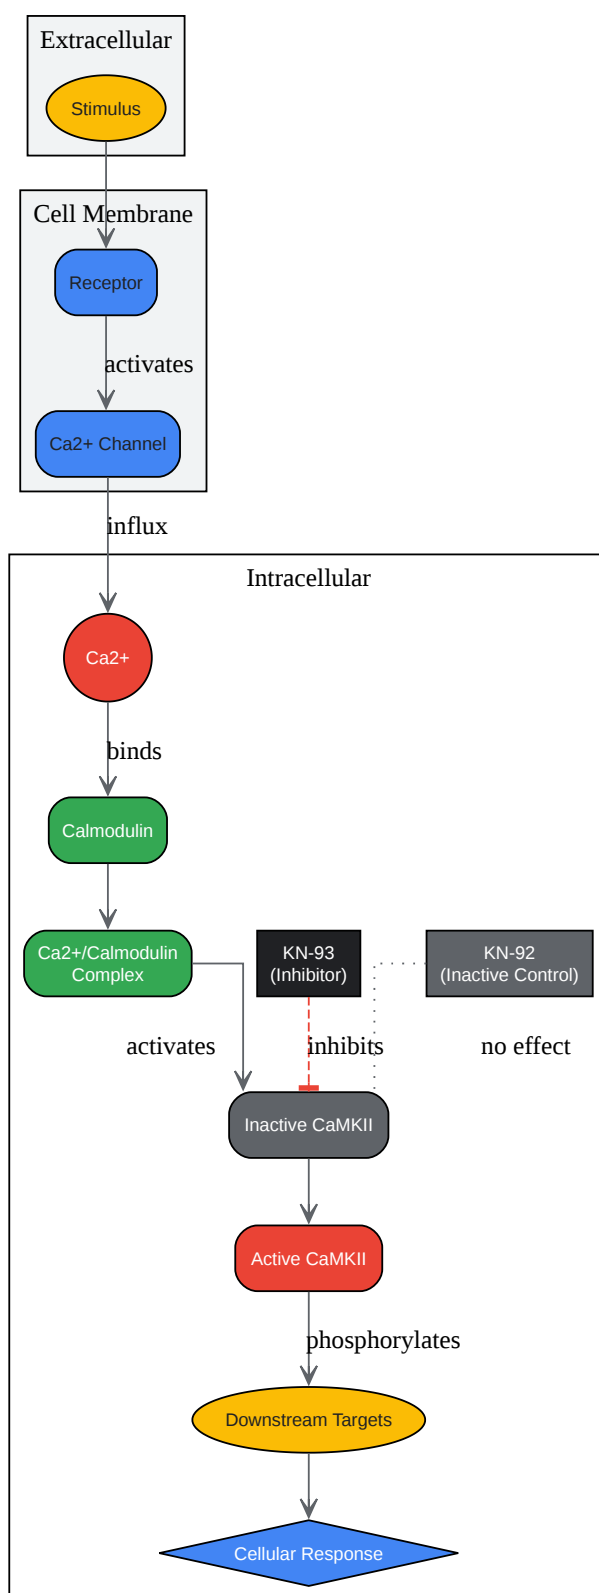 Extracellular
Stimulus
Cell Membrane
Receptor
activates
Ca2+ Channel
influx
Intracellular
Ca2+
binds
Calmodulin
Ca2+/Calmodulin
Complex
KN-93
(Inhibitor)
KN-92
(Inactive Control)
activates
inhibits
no effect
Inactive CaMKII
Active CaMKII
phosphorylates
Downstream Targets
Cellular Response